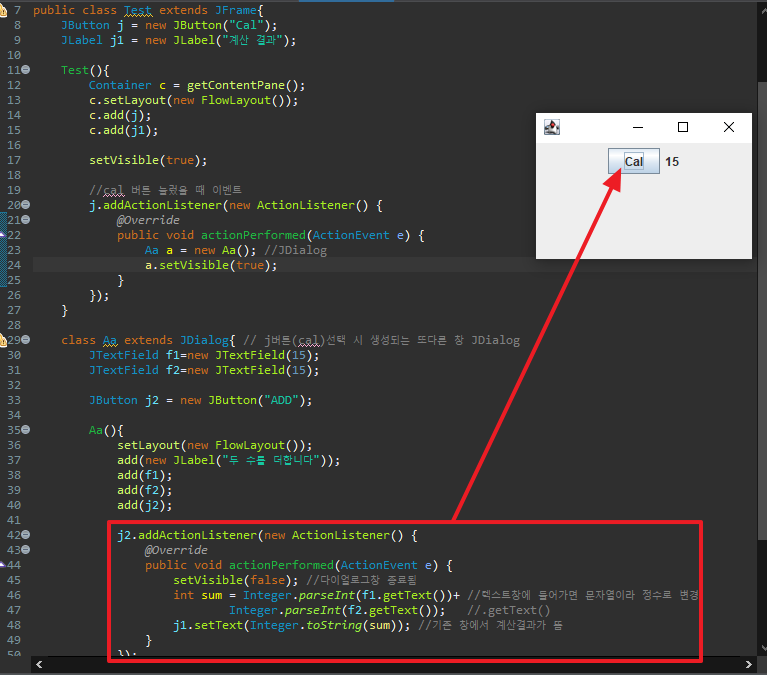 7 public class Test extends JFrame{
8 JButton j = new JButton("Cal");
9 JLabel j1 = new JLabel("계산 결과");
10
11 Test(){
12 Container c = getContentPane();
13 c.setLayout(new FlowLayout());
14 c.add(j);
15 c.add(j1);
16
17 setVisible(true);
18
19 //cal 버튼 눌렀을 때 이벤트
20 j.addActionListener(new ActionListener() {
21 @Override
22 public void actionPerformed(ActionEvent e) {
23 Aa a = new Aa(); //JDialog
24 a.setVisible(true);
25 }
26 });
27 }
28
29 class Aa extends JDialog{ // j버튼(cal)선택 시 생성되는 또다른 창 JDialog
30 JTextField f1=new JTextField(15);
31 JTextField f2=new JTextField(15);
32
33 JButton j2 = new JButton("ADD");
34
35 Aa(){
36 setLayout(new FlowLayout());
37 add(new JLabel("두 수를 더합니다"));
38 add(f1);
39 add(f2);
40 add(j2);
41
42 j2.addActionListener(new ActionListener() {
43 @Override
44 public void actionPerformed(ActionEvent e) {
45 setVisible(false); //다이얼로그창 종료됨
46 int sum = Integer.parseInt(f1.getText())+ //텍스트창에 들어가면 문자열이라 정수로 변경
47 Integer.parseInt(f2.getText()); //.getText()
48 j1.setText(Integer.toString(sum)); //기존 창에서 계산결과가 뜸
49 }
50 });
Cal 15